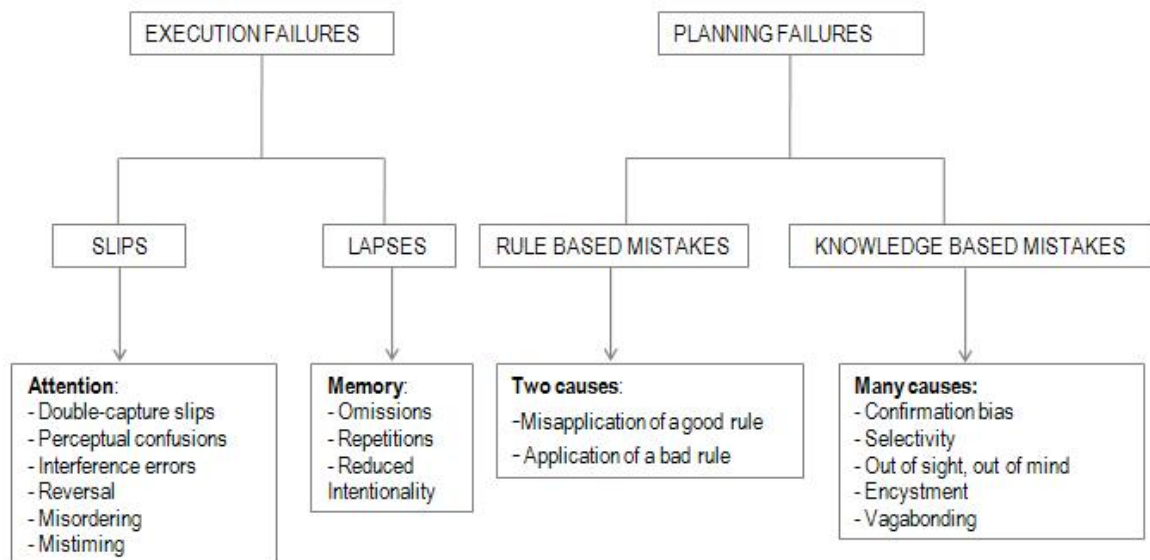 EXECUTION FAILURES
PLANNING FAILURES
SLIPS
LAPSES
RULE BASED MISTAKES
KNOWLEDGE BASED MISTAKES
Attention:
- Double-capture slips
- Perceptual confusions
- Interference errors
- Reversal
- Misordering
- Mistiming
Memory:
- Omissions
- Repetitions
- Reduced
Intentionality
Two causes:
-Misapplication of a good rule
- Application of a bad rule
Many causes:
- Confirmation bias
- Selectivity
- Out of sight, out of mind
- Encystment
- Vagabonding